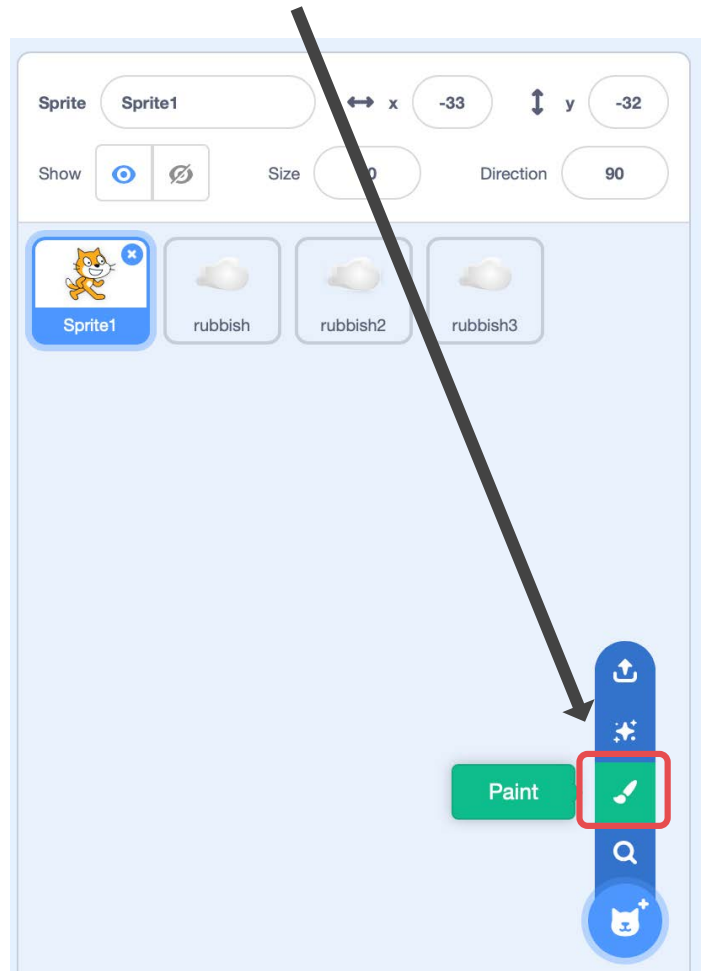 Sprite Sprite1 x -33 y -32
Show Size Direction 90
Sprite1 rubbish rubbish2 rubbish3
Paint